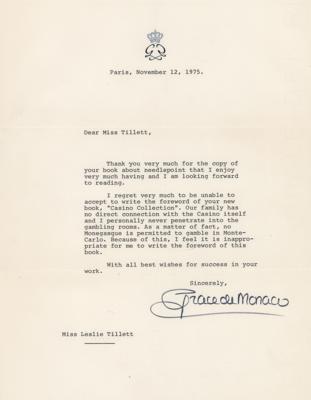 Paris, November 12, 1975.
Dear Miss Tillett,
Thank you very much for the copy of
your book about needlepoint that I enjoy
very much having and I am looking forward
to reading.
I regret very much to be unable to
accept to write the foreword of your new
book, "Casino Collection". Our family has
no direct connection with the Casino itself
and I personally never penetrate into the
gambling rooms. As a matter of fact, no
Monegasque is permitted to gamble in Monte-
Carlo. Because of this, I feel it is inappro-
priate for me to write the foreword of this
book.
With all best wishes for success in your
work.
Sincerely,
Grace de Monaco
Miss Leslie Tillett